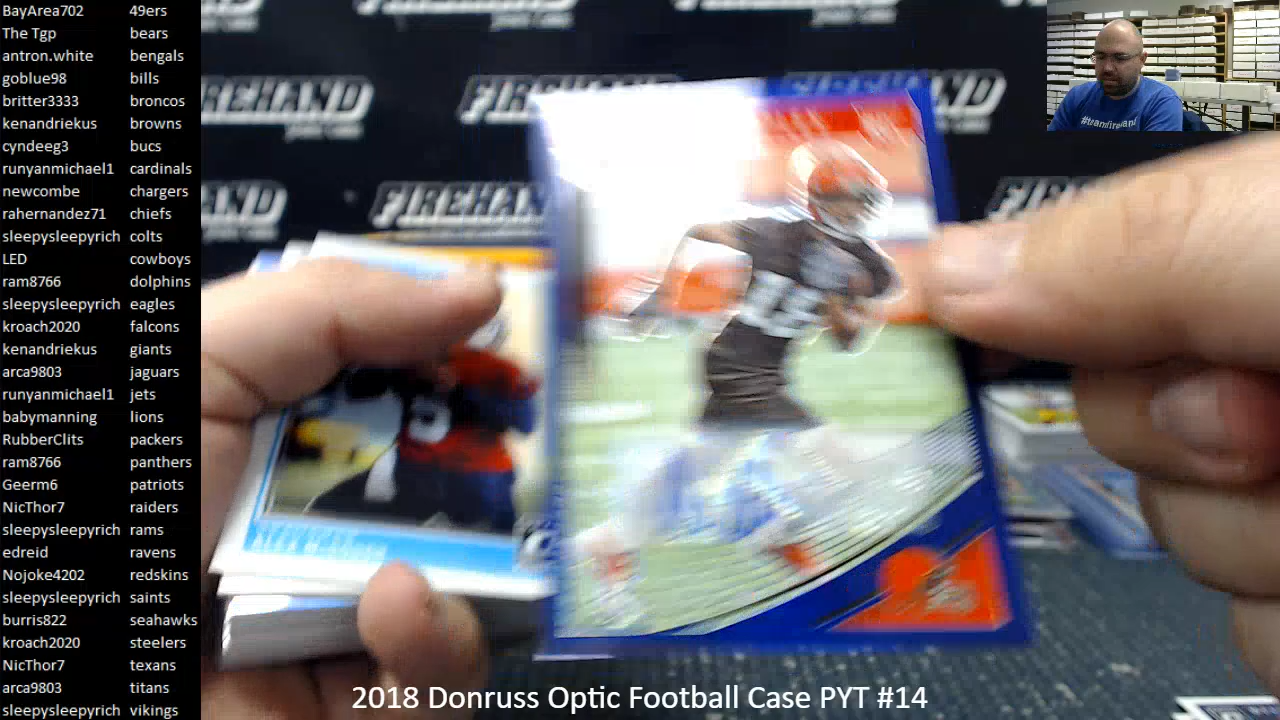 BayArea702 49ers
The Tgp bears
antron.white bengals
goblue98 bills
britter3333 broncos
kenandriekus browns
cyndeeg3 bucs
runyanmichael1 cardinals
newcombe chargers
rahernandez71 chiefs
sleepysleepyrich colts
LED cowboys
ram8766 dolphins
sleepysleepyrich eagles
kroach2020 falcons
kenandriekus giants
arca9803 jaguars
runyanmichael1 jets
babymanning lions
RubberClits packers
ram8766 panthers
Geerm6 patriots
NicThor7 raiders
sleepysleepyrich rams
edreid ravens
Nojoke4202 redskins
sleepysleepyrich saints
burris822 seahawks
kroach2020 steelers
NicThor7 texans
arca9803 titans
sleepysleepyrich vikings
FIREHAND
FIREHAND
FIREHAND
FIREHAND
FIREHAND
#teamfirehand
2018 Donruss Optic Football Case PYT #14